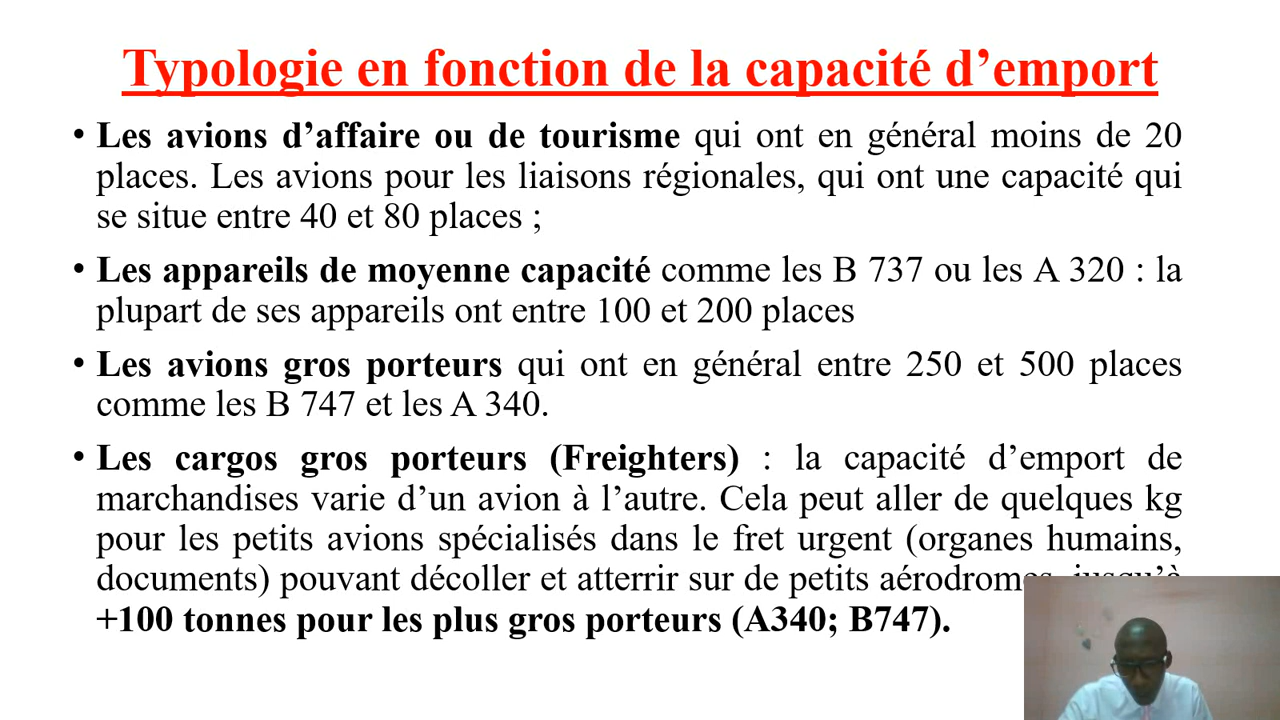 Typologie en fonction de la capacité d’emport
• Les avions d’affaire ou de tourisme qui ont en général moins de 20
places. Les avions pour les liaisons régionales, qui ont une capacité qui
se situe entre 40 et 80 places ;
• Les appareils de moyenne capacité comme les B 737 ou les A 320 : la
plupart de ses appareils ont entre 100 et 200 places
• Les avions gros porteurs qui ont en général entre 250 et 500 places
comme les B 747 et les A 340.
• Les cargos gros porteurs (Freighters) : la capacité d’emport de
marchandises varie d’un avion à l’autre. Cela peut aller de quelques kg
pour les petits avions spécialisés dans le fret urgent (organes humains,
documents) pouvant décoller et atterrir sur de petits aérodromes, jusqu’à
+100 tonnes pour les plus gros porteurs (A340; B747).